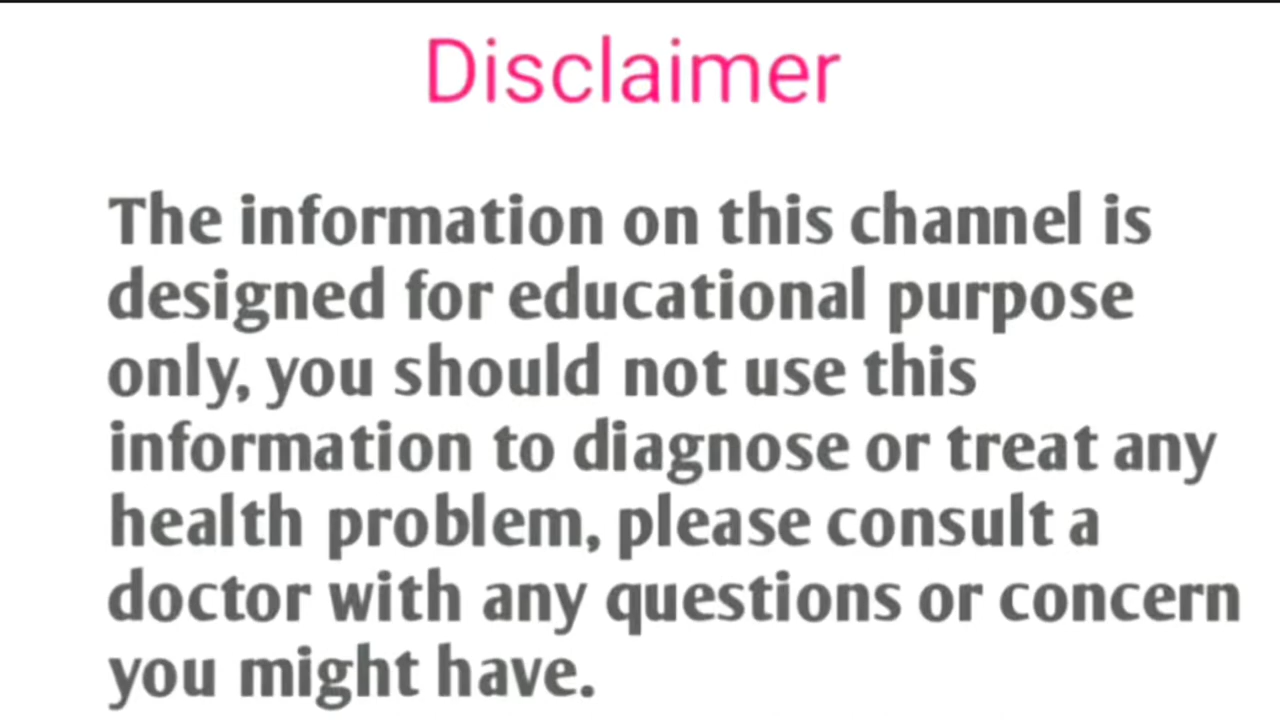 Disclaimer
The information on this channel is
designed for educational purpose
only, you should not use this
information to diagnose or treat any
health problem, please consult a
doctor with any questions or concern
you might have.